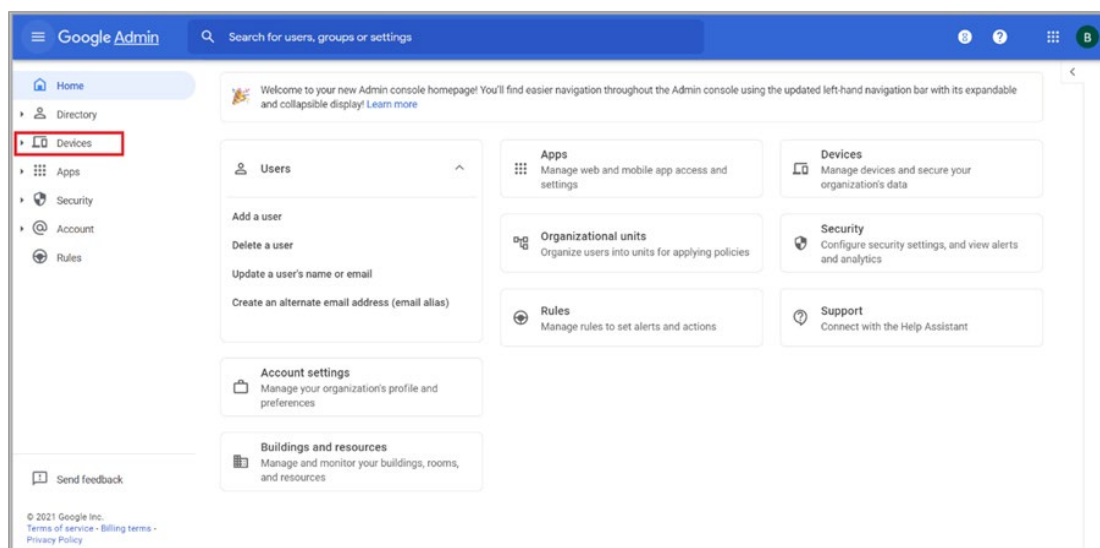 Google Admin
Search for users, groups or settings
B
Home
Directory
Devices
Apps
Security
Account
Rules
Send feedback
© 2021 Google Inc.
Terms of service - Billing terms -
Privacy Policy
Welcome to your new Admin console homepage! You'll find easier navigation throughout the Admin console using the updated left-hand navigation bar with its expandable
and collapsible display! Learn more
Users
Add a user
Delete a user
Update a user's name or email
Create an alternate email address (email alias)
Account settings
Manage your organization's profile and
preferences
Buildings and resources
Manage and monitor your buildings, rooms,
and resources
Apps
Manage web and mobile app access and
settings
Organizational units
Organize users into units for applying policies
Rules
Manage rules to set alerts and actions
Devices
Manage devices and secure your
organization's data
Security
Configure security settings, and view alerts
and analytics
Support
Connect with the Help Assistant